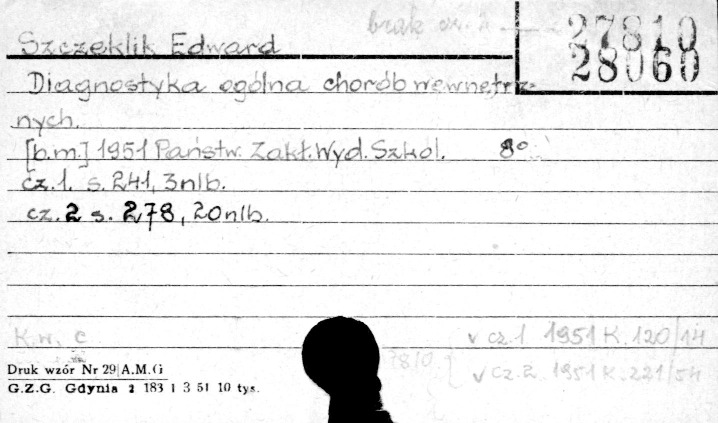 brak
27810
28060
Szczeklik Edward
Diagnostyka ogólna chorób wewnętrz-
nych.
[b.m.] 1951 Państw. Zakł. Wyd. Szkol. 8°
cz.1. s. 241, 3nlb.
cz. 2 s. 278, 20nlb.
K.w. c
v cz.1 1951 K. 120/14
v cz. 2. 1951 K. 221/54
Druk wzór Nr 29 A.M.G
G.Z.G. Gdynia 2 183 1 3 51 10 tys.